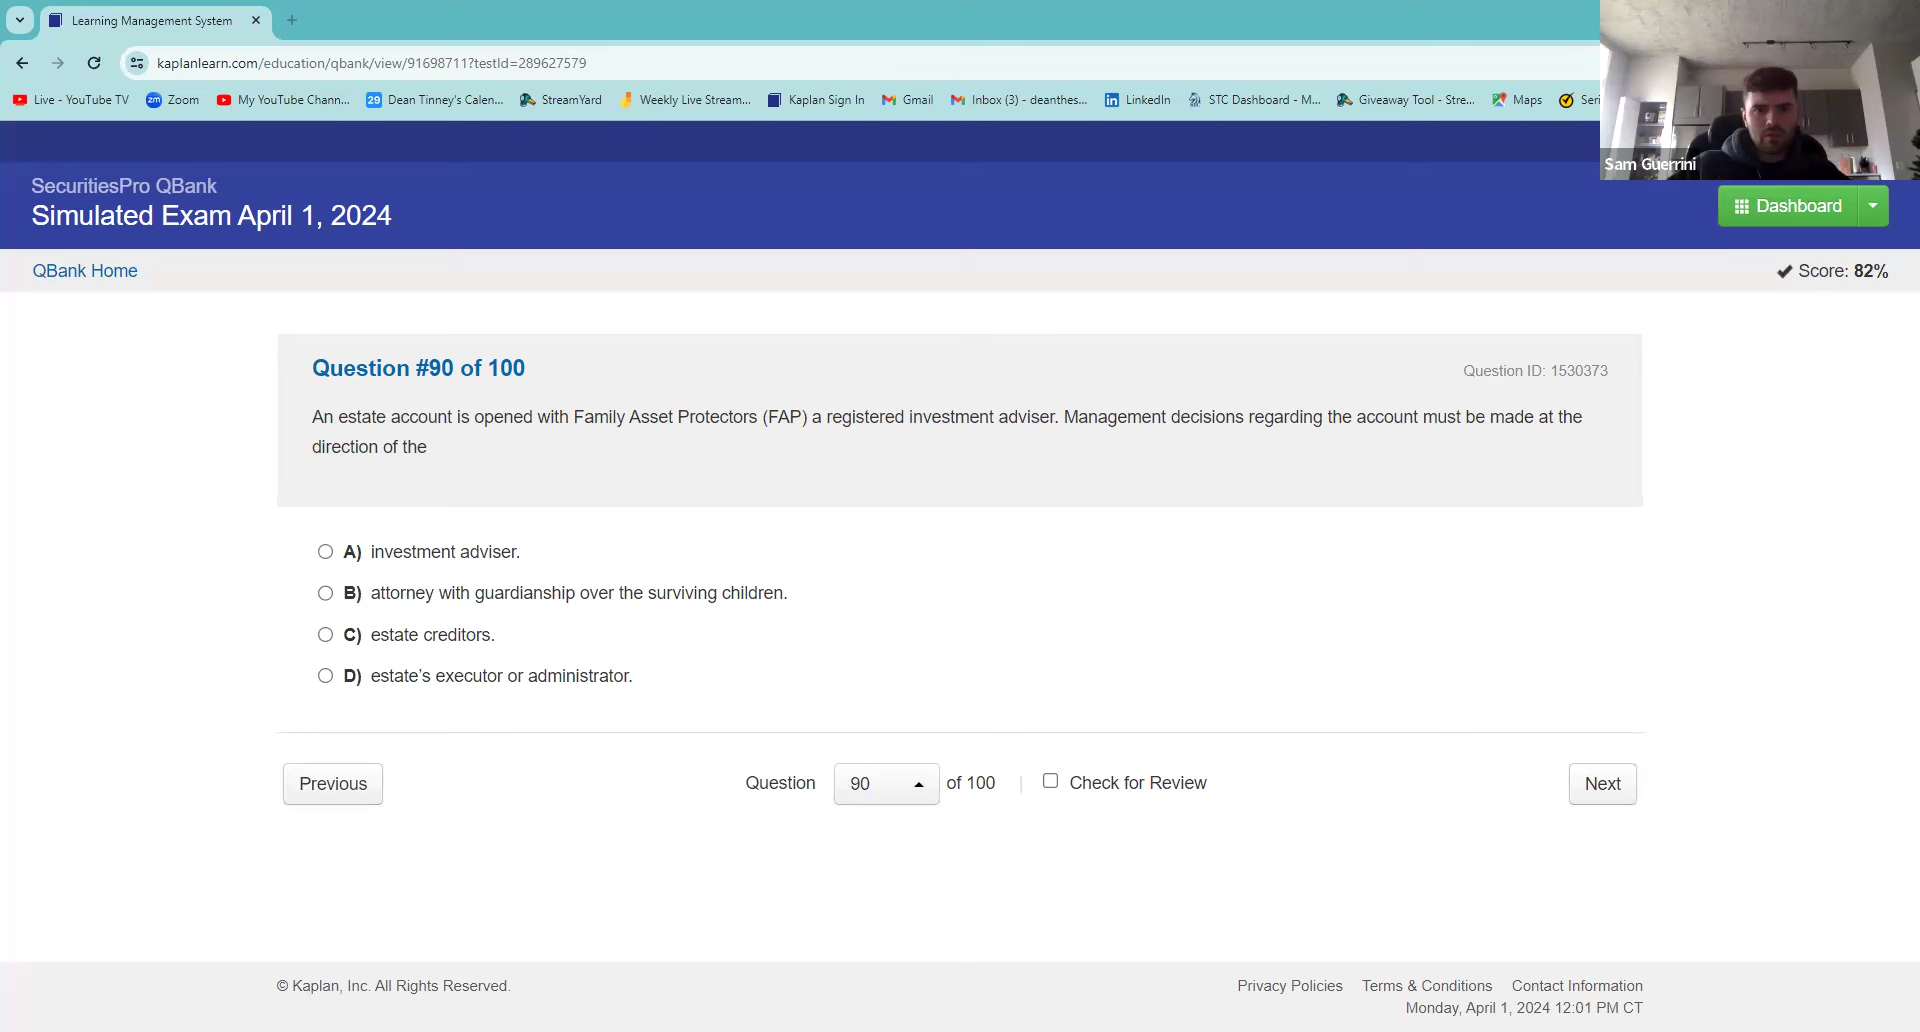 Learning Management System
kaplanlearn.com/education/qbank/view/91698711?testId=289627579
Live - YouTube TV
Zoom
My YouTube Chann...
29 Dean Tinney's Calen...
StreamYard
Weekly Live Stream...
Kaplan Sign In
Gmail
Inbox (3) - deanthes...
LinkedIn
STC Dashboard - M...
Giveaway Tool - Stre...
Maps
Seri
Sam Guerrini
SecuritiesPro QBank
Simulated Exam April 1, 2024
Dashboard
QBank Home
Score: 82%
Question #90 of 100
Question ID: 1530373
An estate account is opened with Family Asset Protectors (FAP) a registered investment adviser. Management decisions regarding the account must be made at the
direction of the
A) investment adviser.
B) attorney with guardianship over the surviving children.
C) estate creditors.
D) estate’s executor or administrator.
Previous
Question 90 of 100 | Check for Review
Next
© Kaplan, Inc. All Rights Reserved.
Privacy Policies Terms & Conditions Contact Information
Monday, April 1, 2024 12:01 PM CT